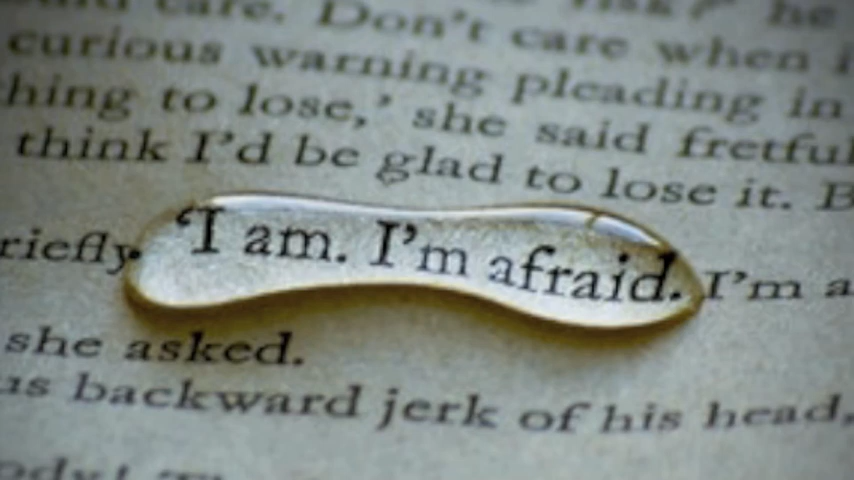 care. Don't care when
curious warning pleading in
hing to lose,' she said fretful
think I'd be glad to lose it. B
riefly. 'I am. I'm afraid. I'm a
she asked.
is backward jerk of his head,